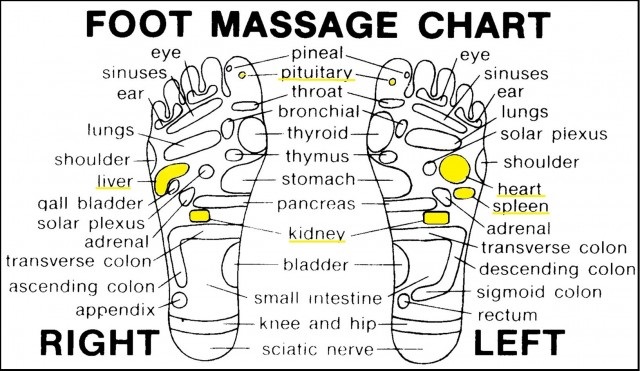 FOOT MASSAGE CHART
eye
sinuses
ear
lungs
shoulder
liver
gall bladder
solar plexus
adrenal
transverse colon
ascending colon
appendix
RIGHT
pineal
pituitary
throat
bronchial
thyroid
thymus
stomach
pancreas
kidney
bladder
small intestine
knee and hip
sciatic nerve
eye
sinuses
ear
lungs
solar plexus
shoulder
heart
spleen
adrenal
transverse colon
descending colon
sigmoid colon
rectum
LEFT